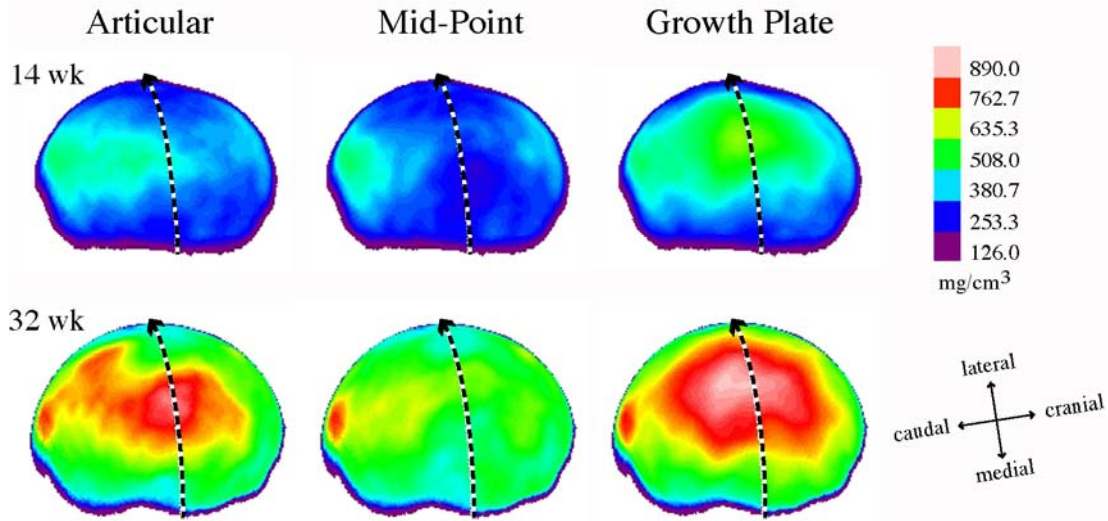 Articular Mid-Point Growth Plate
14 wk
890.0
762.7
635.3
508.0
380.7
253.3
126.0
mg/cm³
32 wk
lateral
cranial
caudal
medial